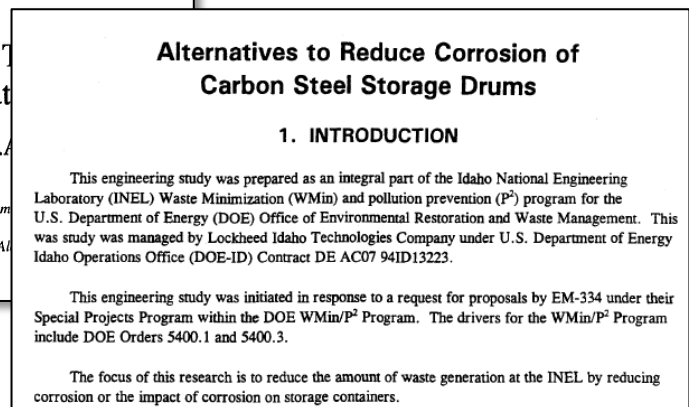 Alternatives to Reduce Corrosion of
Carbon Steel Storage Drums
1. INTRODUCTION
This engineering study was prepared as an integral part of the Idaho National Engineering
Laboratory (INEL) Waste Minimization (WMin) and pollution prevention (P²) program for the
U.S. Department of Energy (DOE) Office of Environmental Restoration and Waste Management. This
was study was managed by Lockheed Idaho Technologies Company under U.S. Department of Energy
Idaho Operations Office (DOE-ID) Contract DE AC07 94ID13223.
This engineering study was initiated in response to a request for proposals by EM-334 under their
Special Projects Program within the DOE WMin/P² Program. The drivers for the WMin/P² Program
include DOE Orders 5400.1 and 5400.3.
The focus of this research is to reduce the amount of waste generation at the INEL by reducing
corrosion or the impact of corrosion on storage containers.